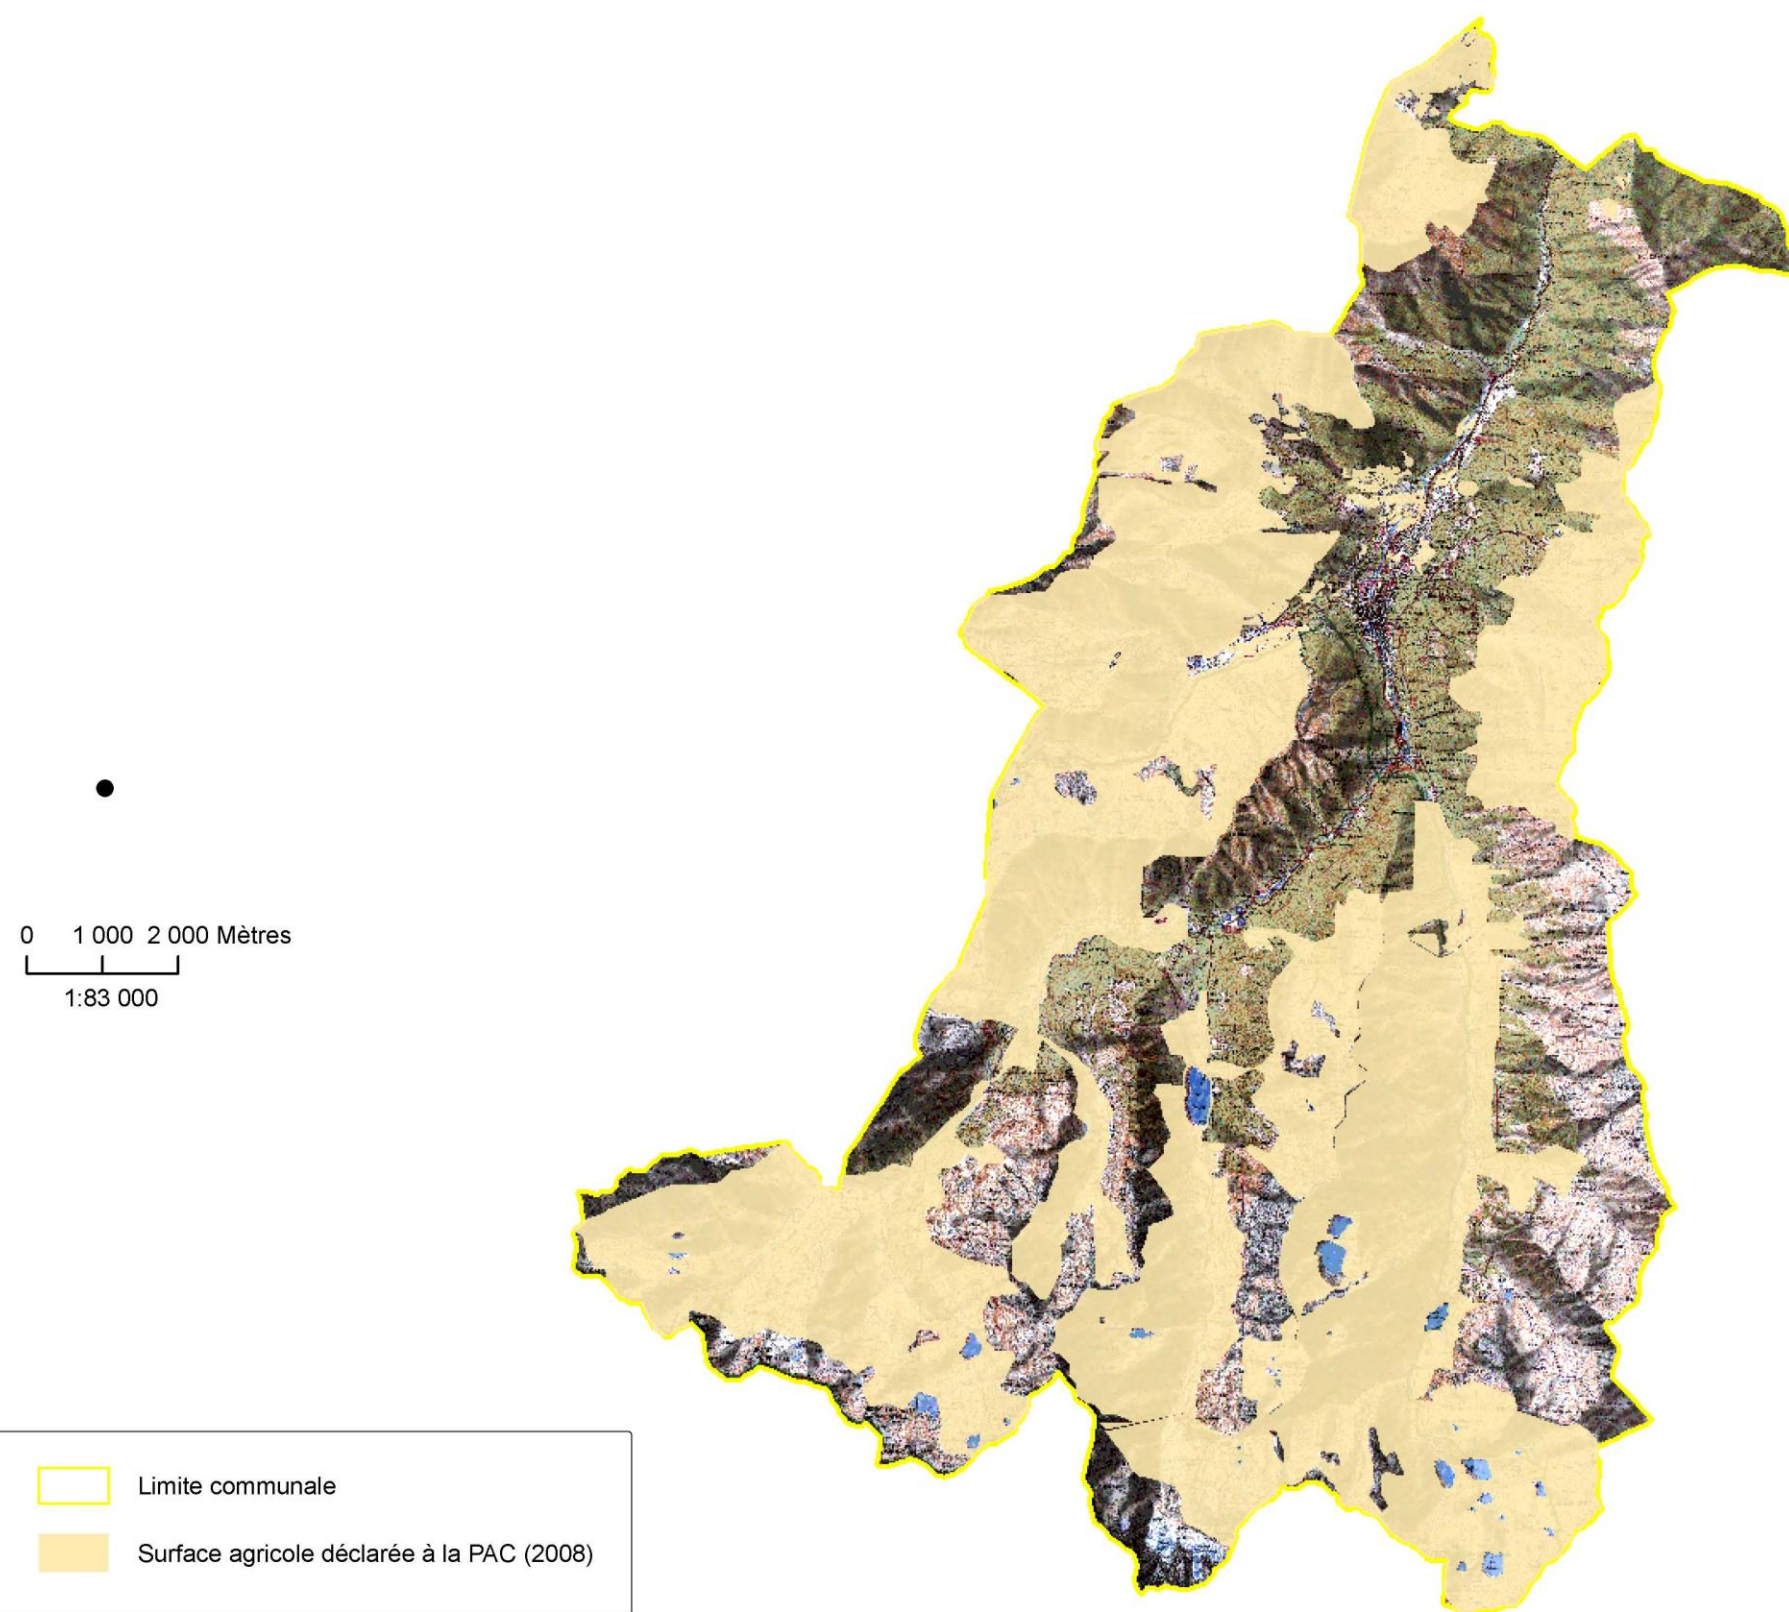 0 1 000 2 000 Mètres
1:83 000
Limite communale
Surface agricole déclarée à la PAC (2008)